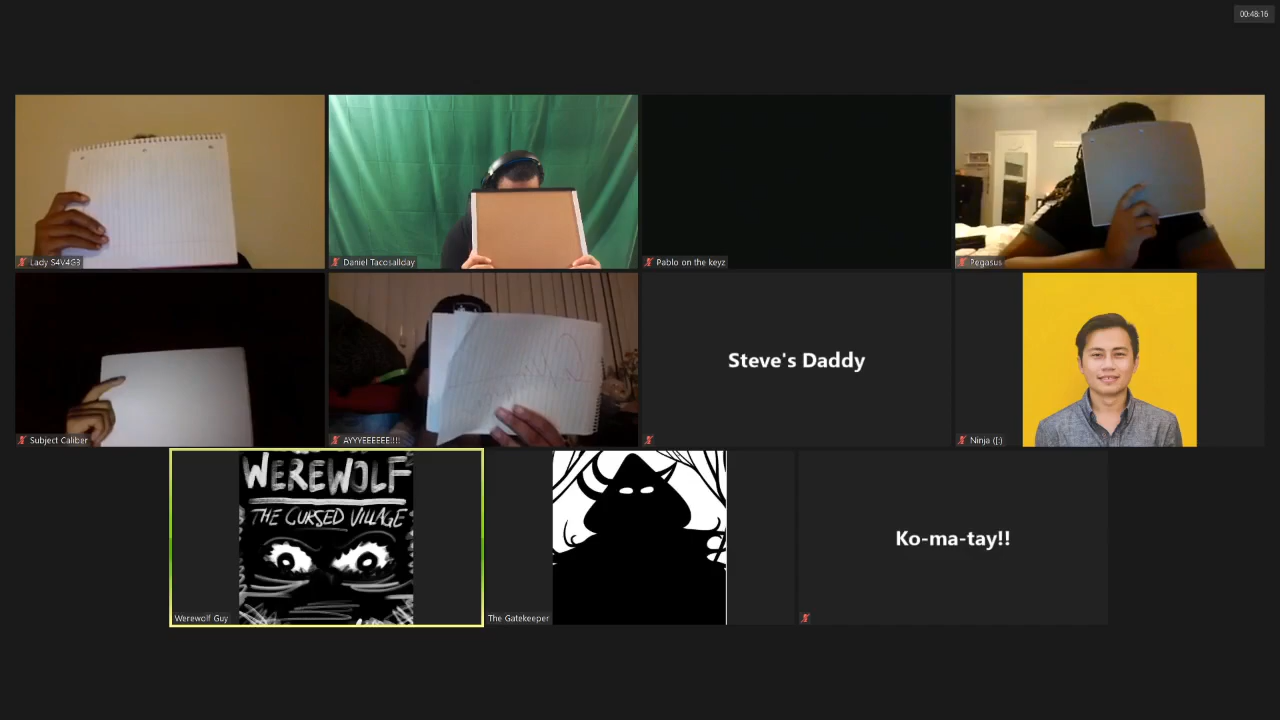 00:48:16
Lady S4V4G3
Daniel Tacosallday
Pablo on the keyz
Pegasus
Subject Caliber
AYYYEEEEEE!!!!
Steve's Daddy
Ninja ([:)
WEREWOLF
THE CURSED VILLAGE
Werewolf Guy
The Gatekeeper
Ko-ma-tay!!